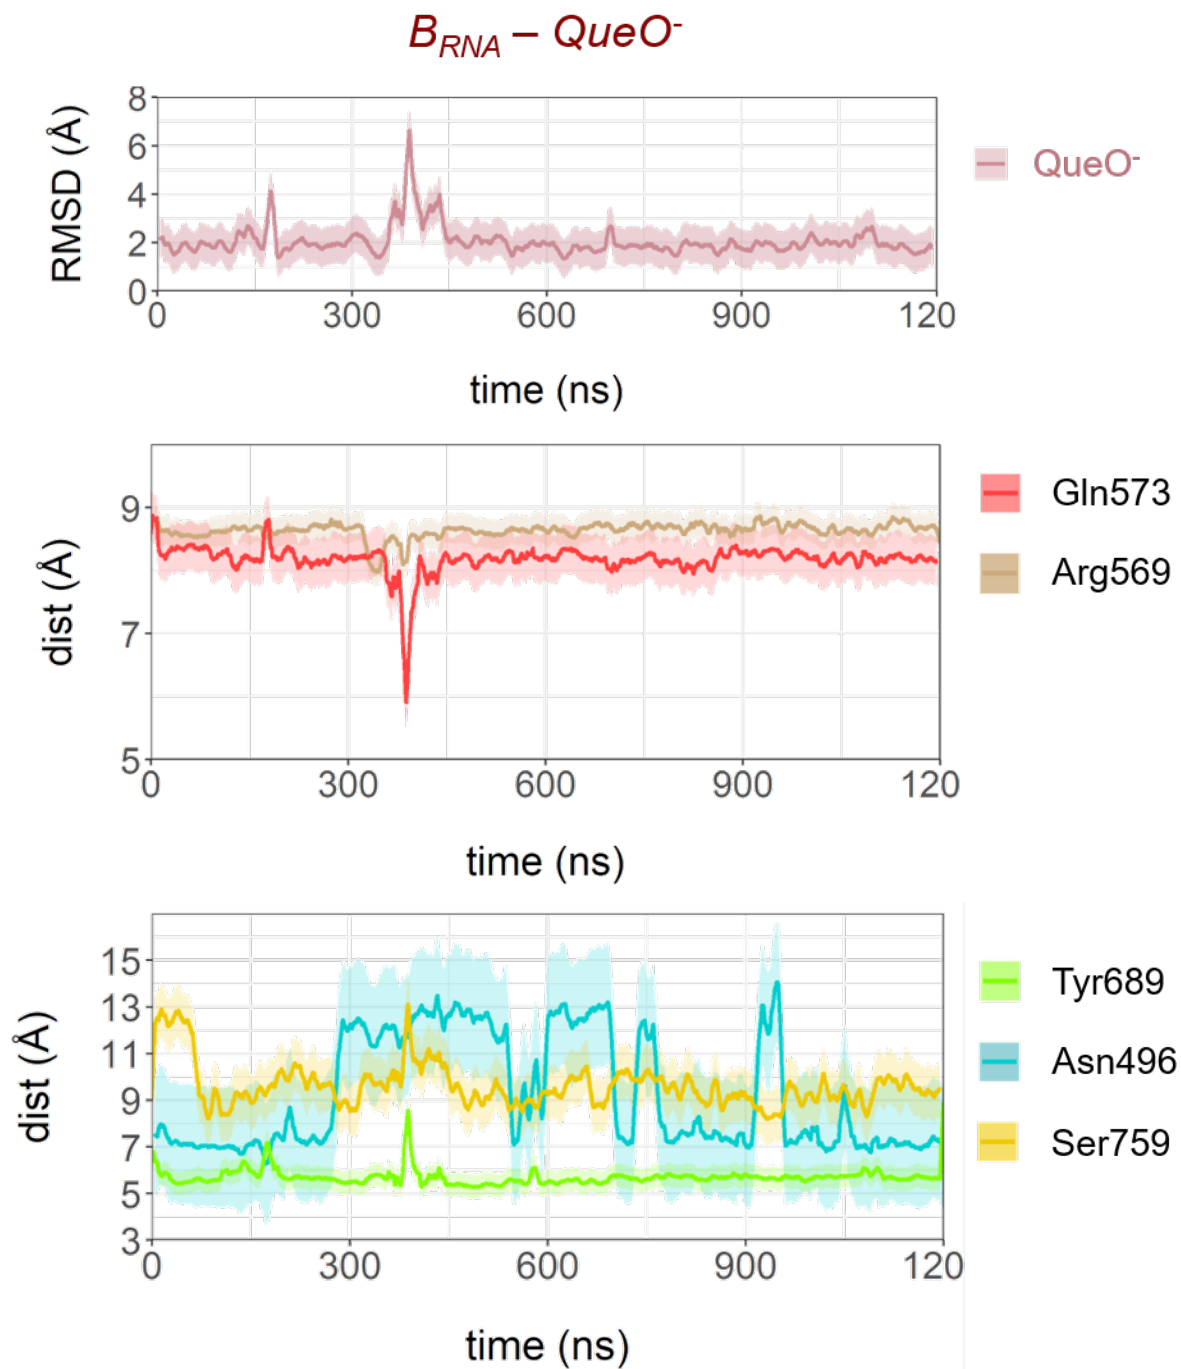 B_RNA – QueO⁻
8
6
4
2
0
RMSD (Å)
0 300 600 900 120
time (ns)
QueO⁻
9
7
5
dist (Å)
0 300 600 900 120
time (ns)
Gln573
Arg569
15
13
11
9
7
5
3
dist (Å)
0 300 600 900 120
time (ns)
Tyr689
Asn496
Ser759